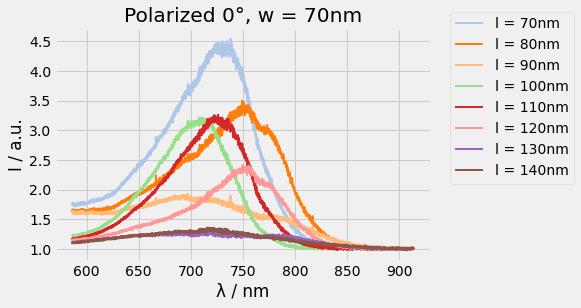 Polarized 0°, w = 70nm
I / a.u.
4.5
4.0
3.5
3.0
2.5
2.0
1.5
1.0
600 650 700 750 800 850 900
λ / nm
l = 70nm
l = 80nm
l = 90nm
l = 100nm
l = 110nm
l = 120nm
l = 130nm
l = 140nm